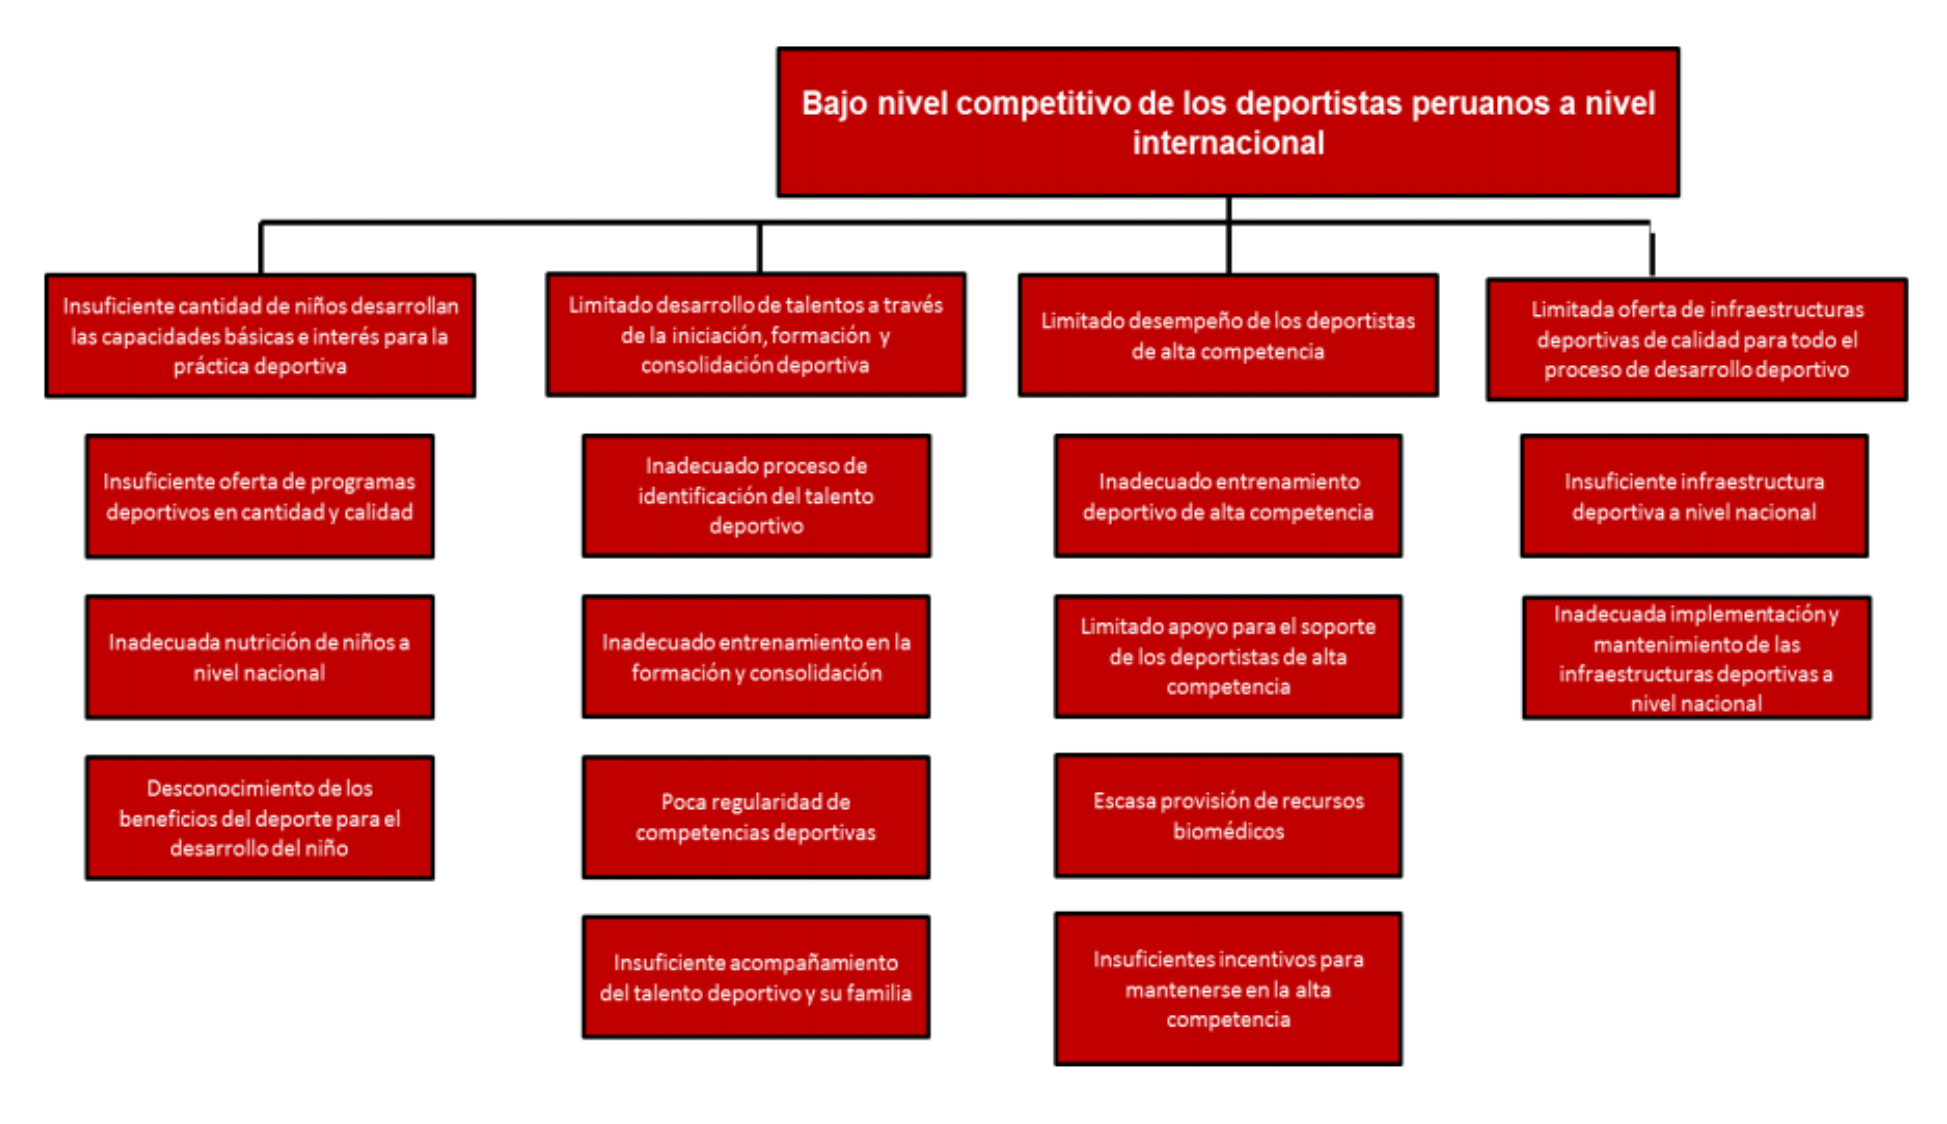 Bajo nivel competitivo de los deportistas peruanos a nivel
internacional
Insuficiente cantidad de niños desarrollan
las capacidades básicas e interés para la
práctica deportiva
Insuficiente oferta de programas
deportivos en cantidad y calidad
Inadecuada nutrición de niños a
nivel nacional
Desconocimiento de los
beneficios del deporte para el
desarrollo del niño
Limitado desarrollo de talentos a través
de la iniciación, formación y
consolidación deportiva
Inadecuado proceso de
identificación del talento
deportivo
Inadecuado entrenamiento en la
formación y consolidación
Poca regularidad de
competencias deportivas
Insuficiente acompañamiento
del talento deportivo y su familia
Limitado desempeño de los deportistas
de alta competencia
Inadecuado entrenamiento
deportivo de alta competencia
Limitado apoyo para el soporte
de los deportistas de alta
competencia
Escasa provisión de recursos
biomédicos
Insuficientes incentivos para
mantenerse en la alta
competencia
Limitada oferta de infraestructuras
deportivas de calidad para todo el
proceso de desarrollo deportivo
Insuficiente infraestructura
deportiva a nivel nacional
Inadecuada implementación y
mantenimiento de las
infraestructuras deportivas a
nivel nacional